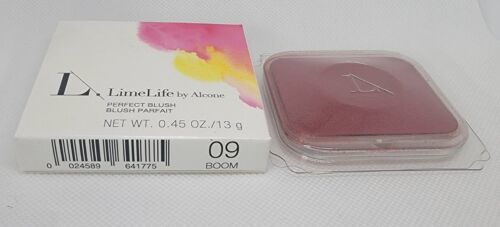 L LimeLife by Alcone
PERFECT BLUSH
BLUSH PARFAIT
NET WT. 0.45 OZ./13 g
09
BOOM
0 024589 641775
L